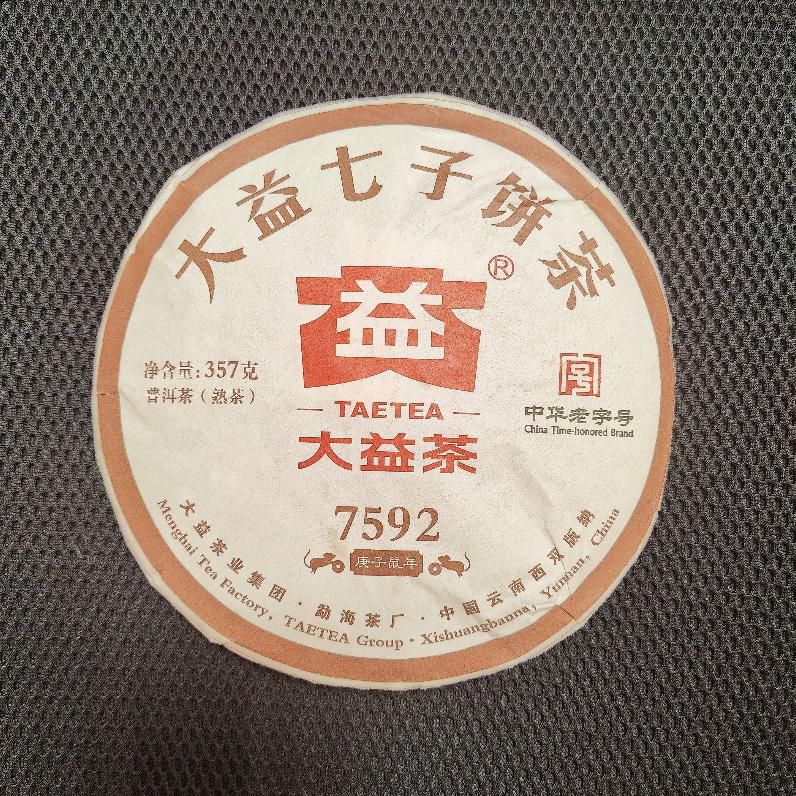 大益七子饼茶
益
®
净含量:357克
普洱茶（熟茶）
— TAETEA —
大益茶
中华老字号
China Time-honored Brand
7592
庚子鼠年
大益茶业集团·勐海茶厂·中国云南西双版纳
Menghai Tea Factory, TAETEA Group·Xishuangbanna, Yunnan, China